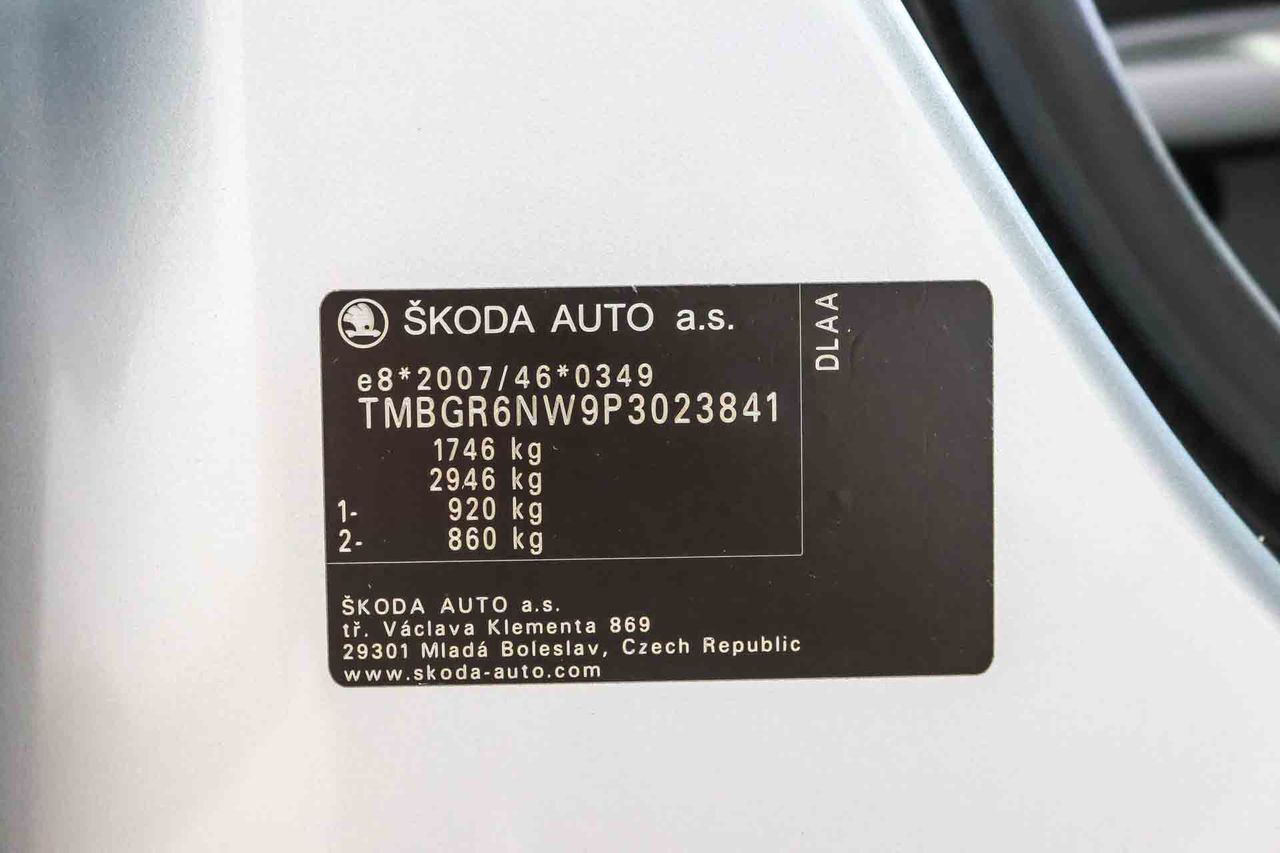 ŠKODA AUTO a.s.
DLAA
e8*2007/46*0349
TMBGR6NW9P3023841
1746 kg
2946 kg
1- 920 kg
2- 860 kg
ŠKODA AUTO a.s.
tř. Václava Klementa 869
29301 Mladá Boleslav, Czech Republic
www.skoda-auto.com